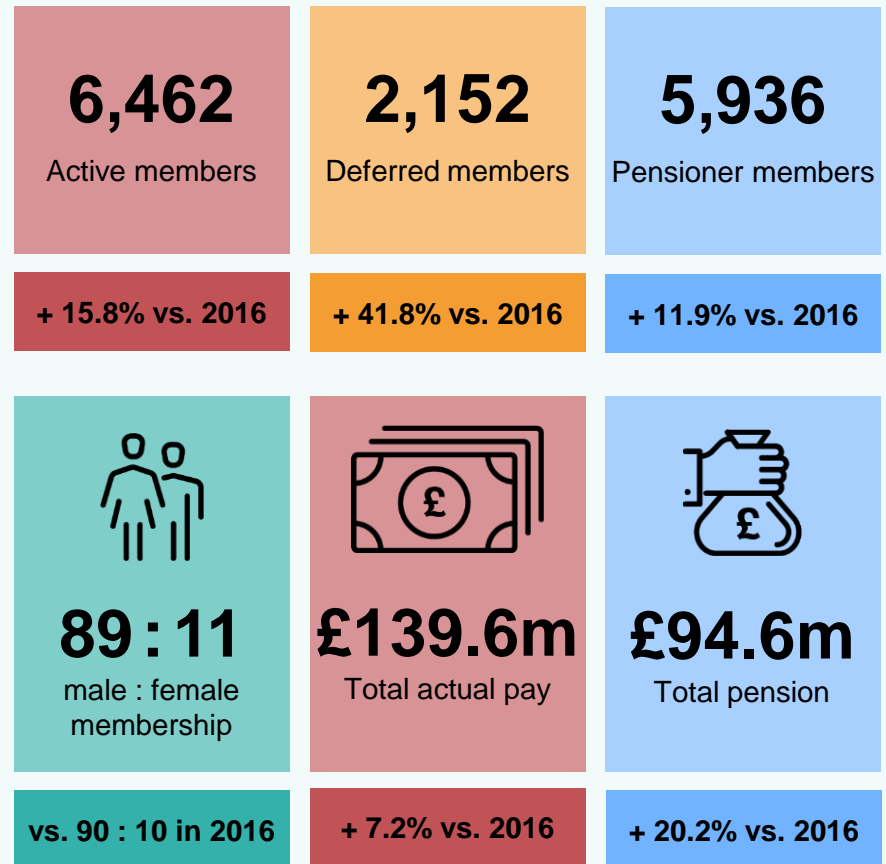 6,462
Active members
+ 15.8% vs. 2016
2,152
Deferred members
+ 41.8% vs. 2016
5,936
Pensioner members
+ 11.9% vs. 2016
89 : 11
male : female
membership
vs. 90 : 10 in 2016
£
£139.6m
Total actual pay
+ 7.2% vs. 2016
£
£94.6m
Total pension
+ 20.2% vs. 2016